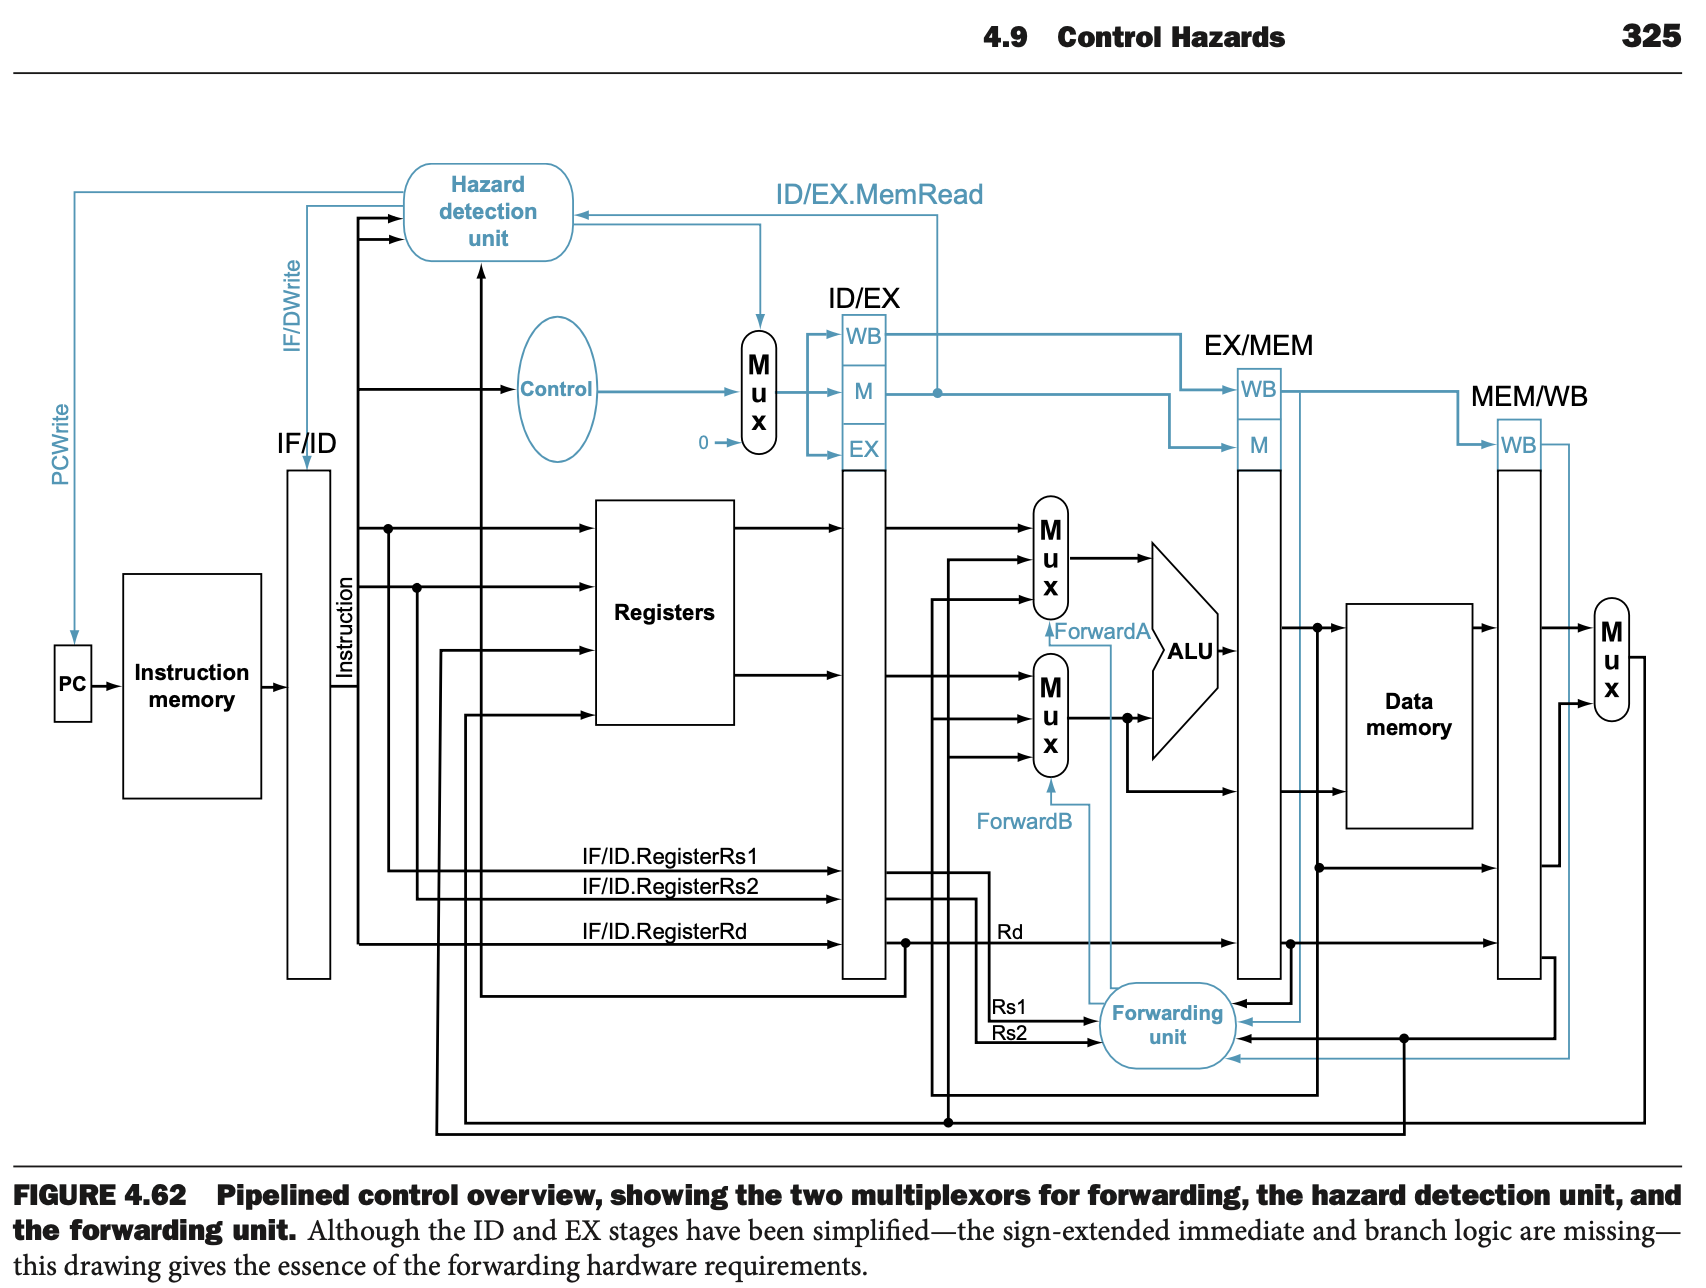 4.9 Control Hazards 325
Hazard
detection
unit
ID/EX.MemRead
IF/DWrite
PCWrite
ID/EX
WB
M
EX
Control
0
M
u
x
EX/MEM
WB
M
MEM/WB
WB
IF/ID
Instruction
PC
Instruction
memory
Registers
M
u
x
ForwardA
M
u
x
ForwardB
ALU
Data
memory
M
u
x
IF/ID.RegisterRs1
IF/ID.RegisterRs2
IF/ID.RegisterRd
Rd
Rs1
Rs2
Forwarding
unit
FIGURE 4.62 Pipelined control overview, showing the two multiplexors for forwarding, the hazard detection unit, and
the forwarding unit. Although the ID and EX stages have been simplified—the sign-extended immediate and branch logic are missing—
this drawing gives the essence of the forwarding hardware requirements.